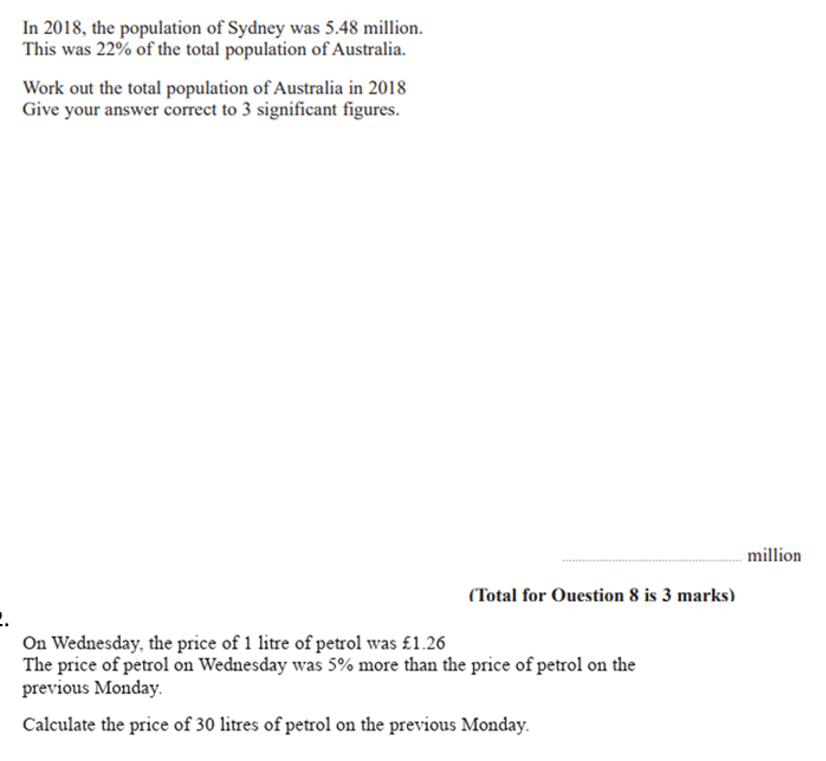 In 2018, the population of Sydney was 5.48 million.
This was 22% of the total population of Australia.
Work out the total population of Australia in 2018
Give your answer correct to 3 significant figures.
million
(Total for Question 8 is 3 marks)
2.
On Wednesday, the price of 1 litre of petrol was £1.26
The price of petrol on Wednesday was 5% more than the price of petrol on the
previous Monday.
Calculate the price of 30 litres of petrol on the previous Monday.